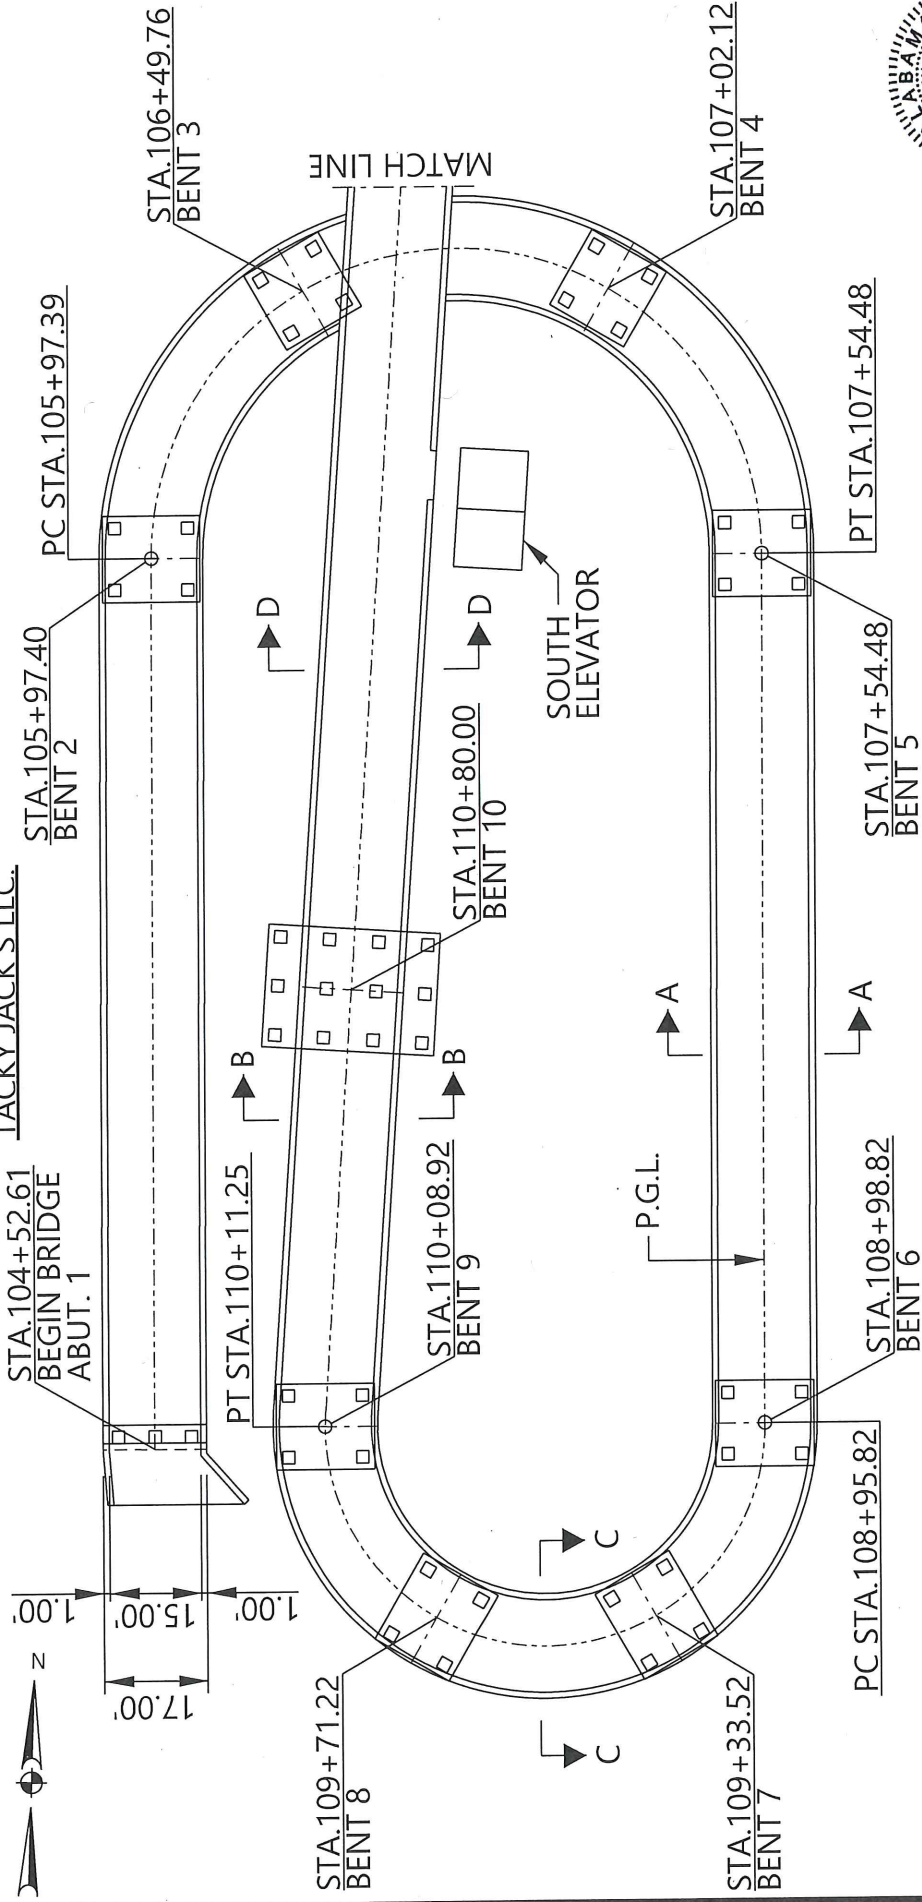 TACKY JACK'S LLC.
N
17.00'
1.00'
15.00'
1.00'
STA.104+52.61
BEGIN BRIDGE
ABUT. 1
STA.105+97.40
BENT 2
PC STA.105+97.39
STA.106+49.76
BENT 3
MATCH LINE
PT STA.110+11.25
B
B
D
D
STA.110+08.92
BENT 9
STA.110+80.00
BENT 10
SOUTH
ELEVATOR
STA.109+71.22
BENT 8
C
C
P.G.L.
A
A
STA.107+02.12
BENT 4
STA.109+33.52
BENT 7
PC STA.108+95.82
STA.108+98.82
BENT 6
STA.107+54.48
BENT 5
PT STA.107+54.48